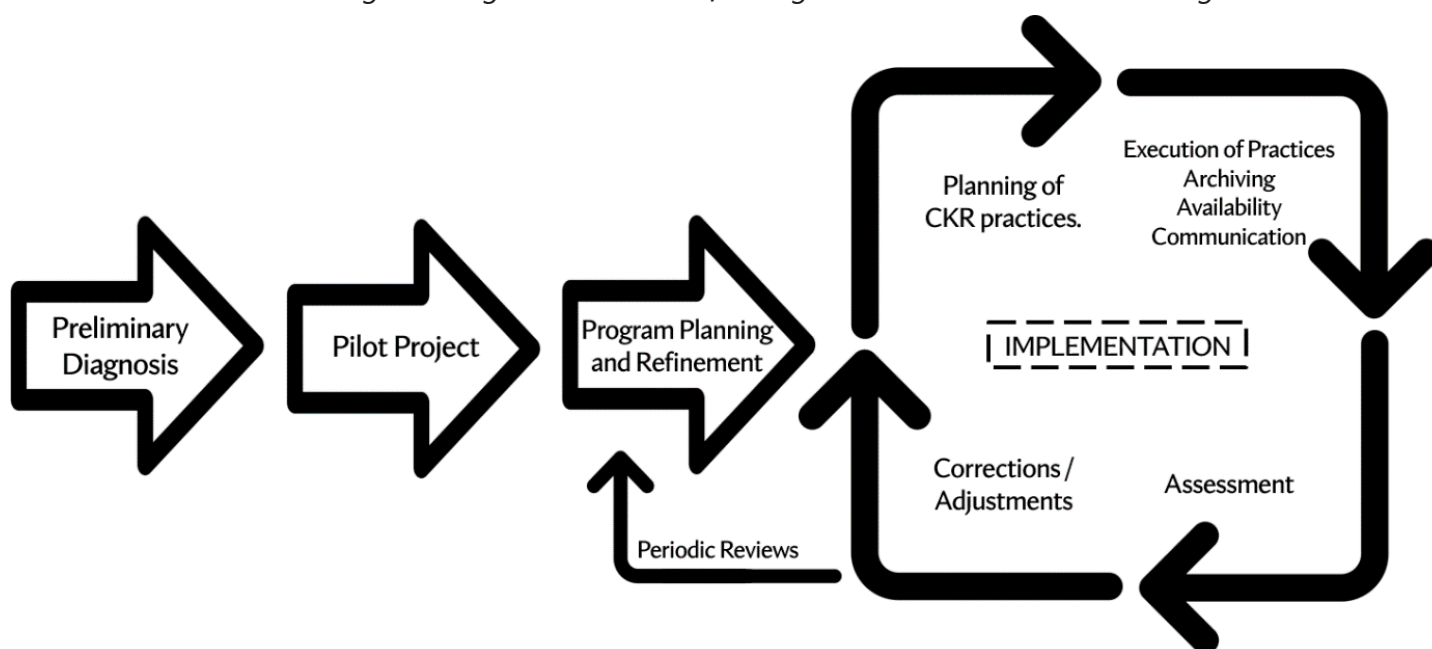 Preliminary
Diagnosis
Pilot Project
Program Planning
and Refinement
Periodic Reviews
Planning of
CKR practices.
Execution of Practices
Archiving
Availability
Communication
IMPLEMENTATION
Assessment
Corrections /
Adjustments